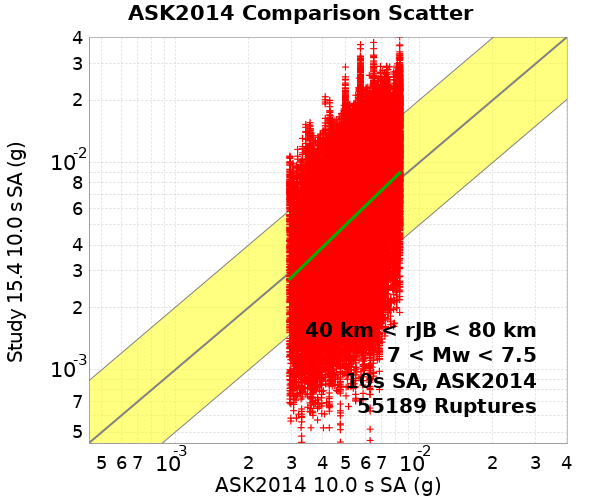 ASK2014 Comparison Scatter
4
3
2
10-2
8
6
4
3
2
10-3
7
5
Study 15.4 10.0 s SA (g)
40 km < rJB < 80 km
7 < Mw < 7.5
10s SA, ASK2014
55189 Ruptures
5 6 7 10-3 2 3 4 5 6 7 10-2 2 3 4
ASK2014 10.0 s SA (g)